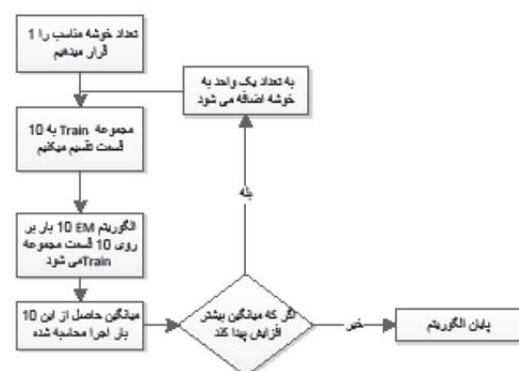 تعداد خوشه مناسب را 1
قرار میدهیم
به تعداد یک واحد به
خوشه اضافه می شود
مجموعه Train به 10
قسمت تقسیم میکنیم
بله
الگوریتم EM 10 بار بر
روی 10 قسمت مجموعه
Trainمی شود
میانگین حاصل از این 10
بار اجرا محاسبه شده
اگر که میانگین بیشتر
افزایش پیدا کند
خیر
پایان الگوریتم